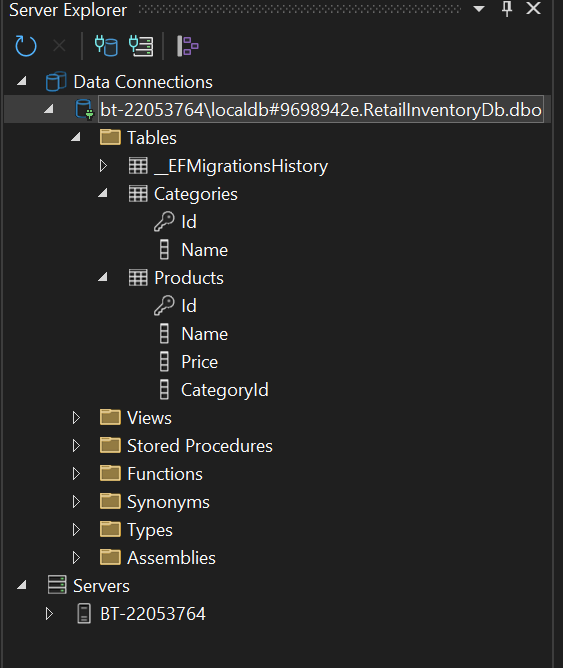 Server Explorer
Data Connections
bt-22053764\localdb#9698942e.RetailInventoryDb.dbo
Tables
__EFMigrationsHistory
Categories
Id
Name
Products
Id
Name
Price
CategoryId
Views
Stored Procedures
Functions
Synonyms
Types
Assemblies
Servers
BT-22053764